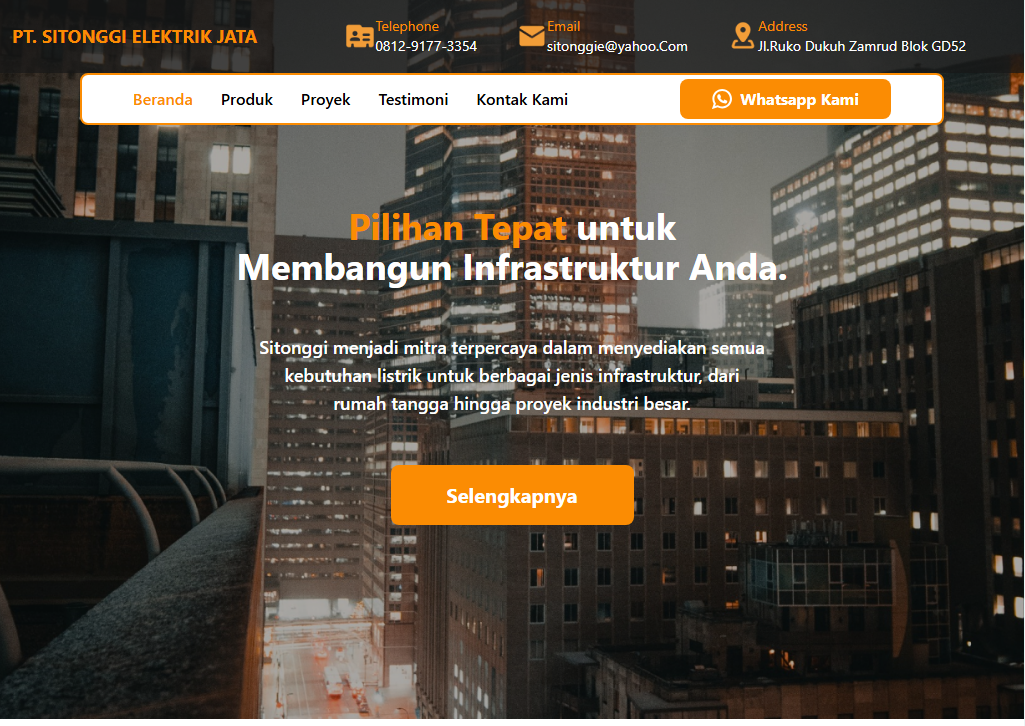 PT. SITONGGI ELEKTRIK JATA
Telephone
0812-9177-3354
Email
sitonggie@yahoo.Com
Address
Jl.Ruko Dukuh Zamrud Blok GD52
Beranda Produk Proyek Testimoni Kontak Kami Whatsapp Kami
Pilihan Tepat untuk
Membangun Infrastruktur Anda.
Sitonggi menjadi mitra terpercaya dalam menyediakan semua
kebutuhan listrik untuk berbagai jenis infrastruktur, dari
rumah tangga hingga proyek industri besar.
Selengkapnya